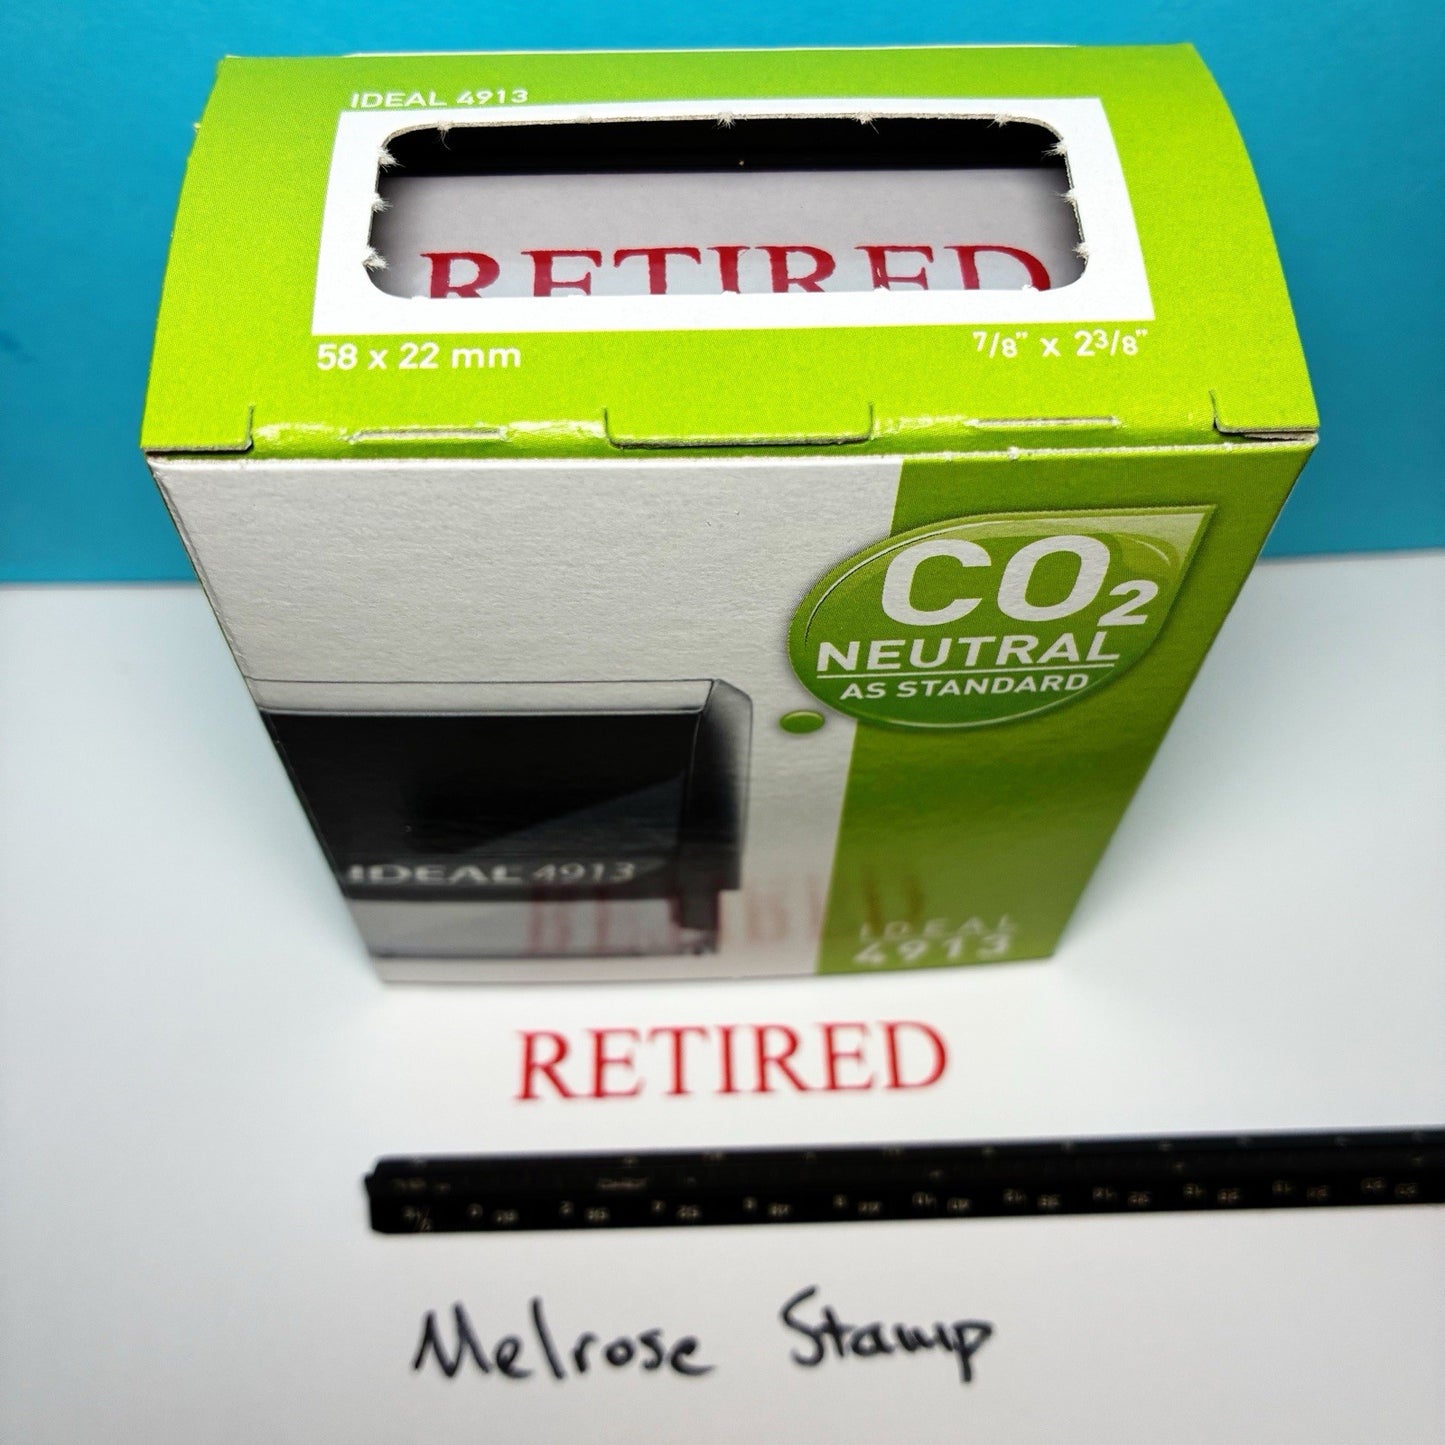 IDEAL 4913
RETIRED
58 x 22 mm
7/8" x 2 3/8"
CO₂
NEUTRAL
AS STANDARD
IDEAL 4913
IDEAL
4913
RETIRED
Melrose Stamp